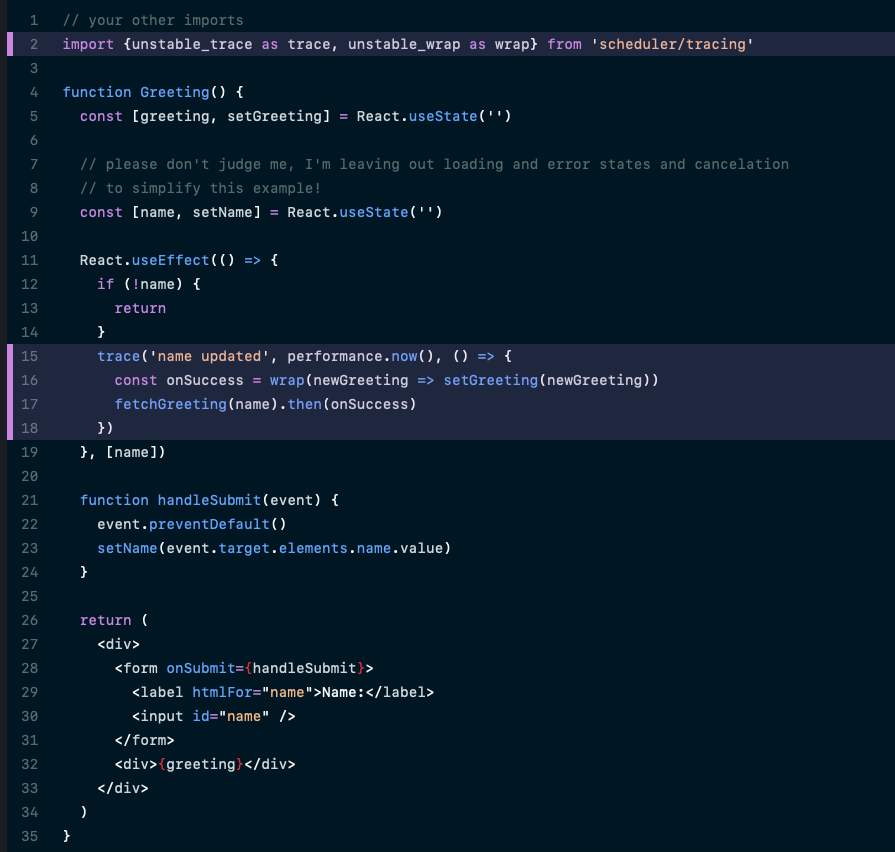 1 // your other imports
2 import {unstable_trace as trace, unstable_wrap as wrap} from 'scheduler/tracing'
3
4 function Greeting() {
5   const [greeting, setGreeting] = React.useState('')
6
7   // please don't judge me, I'm leaving out loading and error states and cancelation
8   // to simplify this example!
9   const [name, setName] = React.useState('')
10
11   React.useEffect(() => {
12     if (!name) {
13       return
14     }
15     trace('name updated', performance.now(), () => {
16       const onSuccess = wrap(newGreeting => setGreeting(newGreeting))
17       fetchGreeting(name).then(onSuccess)
18     })
19   }, [name])
20
21   function handleSubmit(event) {
22     event.preventDefault()
23     setName(event.target.elements.name.value)
24   }
25
26   return (
27     <div>
28       <form onSubmit={handleSubmit}>
29         <label htmlFor="name">Name:</label>
30         <input id="name" />
31       </form>
32       <div>{greeting}</div>
33     </div>
34   )
35 }